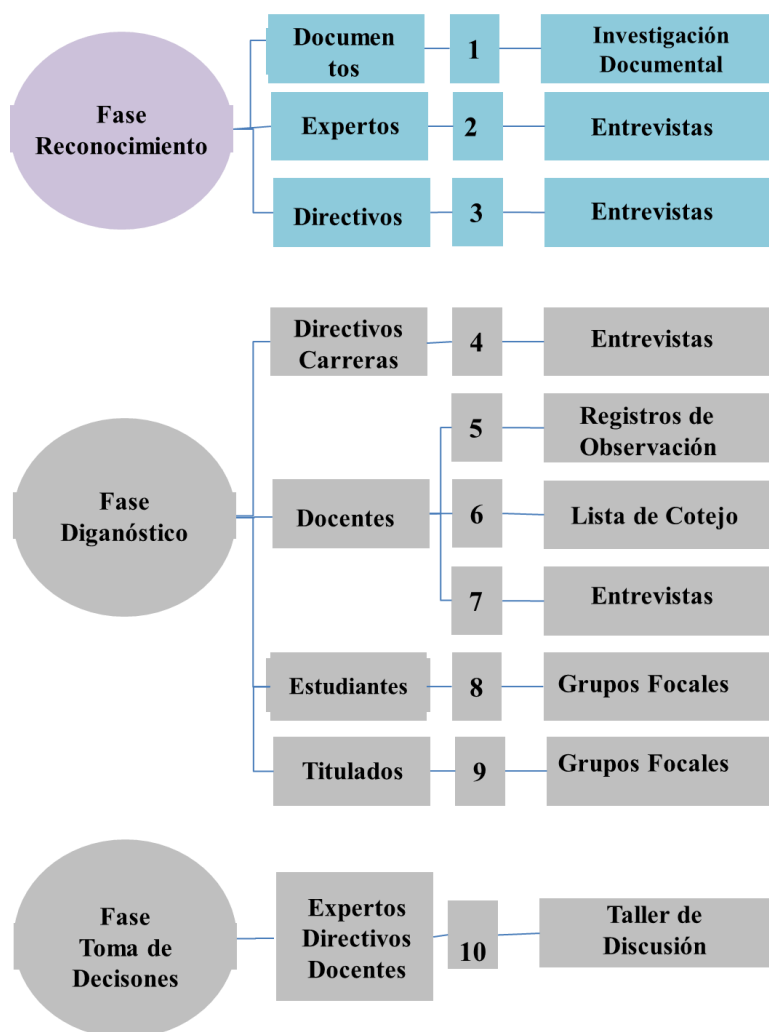 Fase
Reconocimiento
Documen
tos
1
Investigación
Documental
Expertos
2
Entrevistas
Directivos
3
Entrevistas
Fase
Diganóstico
Directivos
Carreras
4
Entrevistas
Docentes
5
Registros de
Observación
6
Lista de Cotejo
7
Entrevistas
Estudiantes
8
Grupos Focales
Titulados
9
Grupos Focales
Fase
Toma de
Decisones
Expertos
Directivos
Docentes
10
Taller de
Discusión